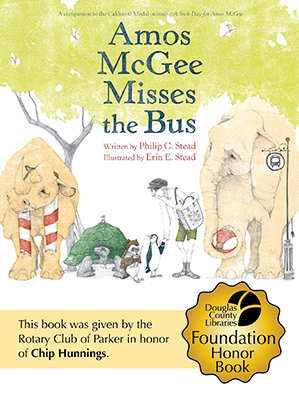 A companion to the Caldecott Medal–winner A Sick Day for Amos McGee
Amos
McGee
Misses
the Bus
Written by Philip C. Stead
Illustrated by Erin E. Stead
This book was given by the
Rotary Club of Parker in honor
of Chip Hunnings.
Douglas
County
Libraries
Foundation
Honor
Book